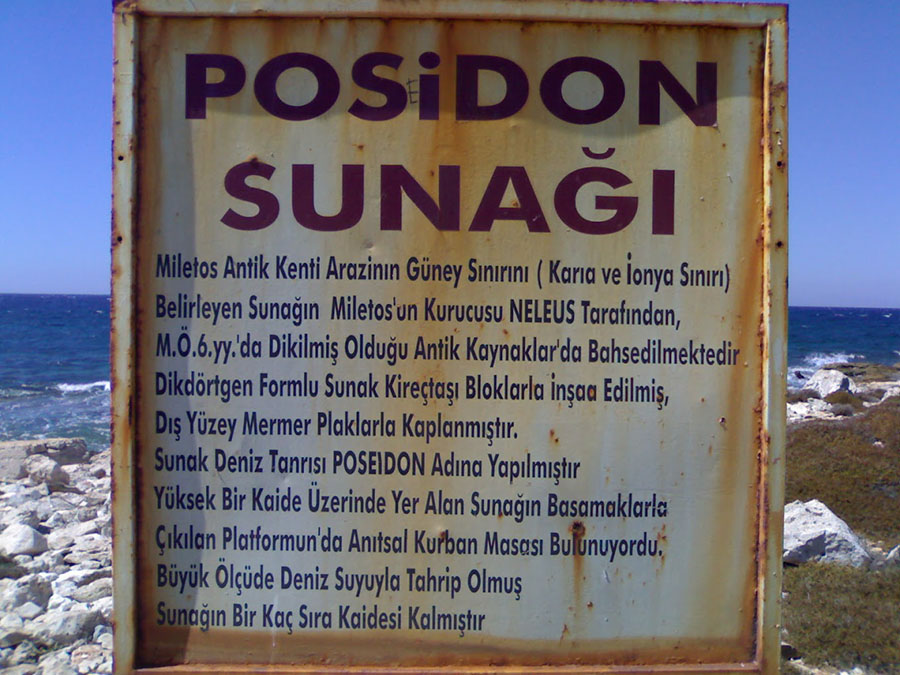 POSEiDON
SUNAĞI
Miletos Antik Kenti Arazinin Güney Sınırını ( Karıa ve İonya Sınırı)
Belirleyen Sunağın Miletos'un Kurucusu NELEUS Tarafından,
M.Ö.6.yy.'da Dikilmiş Olduğu Antik Kaynaklar'da Bahsedilmektedir
Dikdörtgen Formlu Sunak Kireçtaşı Bloklarla İnşaa Edilmiş,
Dış Yüzey Mermer Plaklarla Kaplanmıştır.
Sunak Deniz Tanrısı POSEIDON Adına Yapılmıştır
Yüksek Bir Kaide Üzerinde Yer Alan Sunağın Basamaklarla
Çıkılan Platformun'da Anıtsal Kurban Masası Bulunuyordu.
Büyük Ölçüde Deniz Suyuyla Tahrip Olmuş
Sunağın Bir Kaç Sıra Kaidesi Kalmıştır